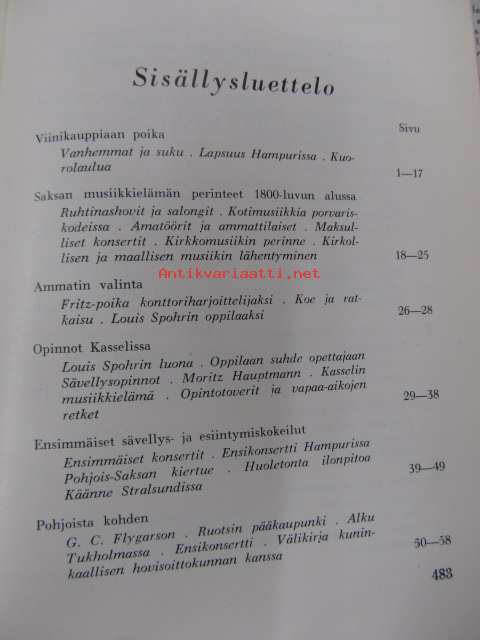 Sisällysluettelo
Sivu
Viinikauppiaan poika
Vanhemmat ja suku . Lapsuus Hampurissa . Kuo-
rolaulua
1—17
Saksan musiikkielämän perinteet 1800-luvun alussa
Ruhtinashovit ja salongit . Kotimusiikkia porvaris-
kodeissa . Amatöörit ja ammattilaiset . Maksul-
liset konsertit . Kirkkomusiikin perinne . Kirkol-
lisen ja maallisen musiikin lähentyminen
18—25
Antikvariaatti.net
Ammatin valinta
Fritz-poika konttoriharjoittelijaksi . Koe ja rat-
kaisu . Louis Spohrin oppilaaksi
26—28
Opinnot Kasselissa
Louis Spohrin luona . Oppilaan suhde opettajaan
Sävellysopinnot . Moritz Hauptmann . Kasselin
musiikkielämä . Opintotoverit ja vapaa-aikojen
retket
29—38
Ensimmäiset sävellys- ja esiintymiskokeilut
Ensimmäiset konsertit . Ensikonsertti Hampurissa
Pohjois-Saksan kiertue . Huoletonta ilonpitoa
Käänne Stralsundissa
39—49
Pohjoista kohden
G. C. Flygarson . Ruotsin pääkaupunki . Alku
Tukholmassa . Ensikonsertti . Välikirja kunin-
kaallisen hovisoittokunnan kanssa
50—58
483